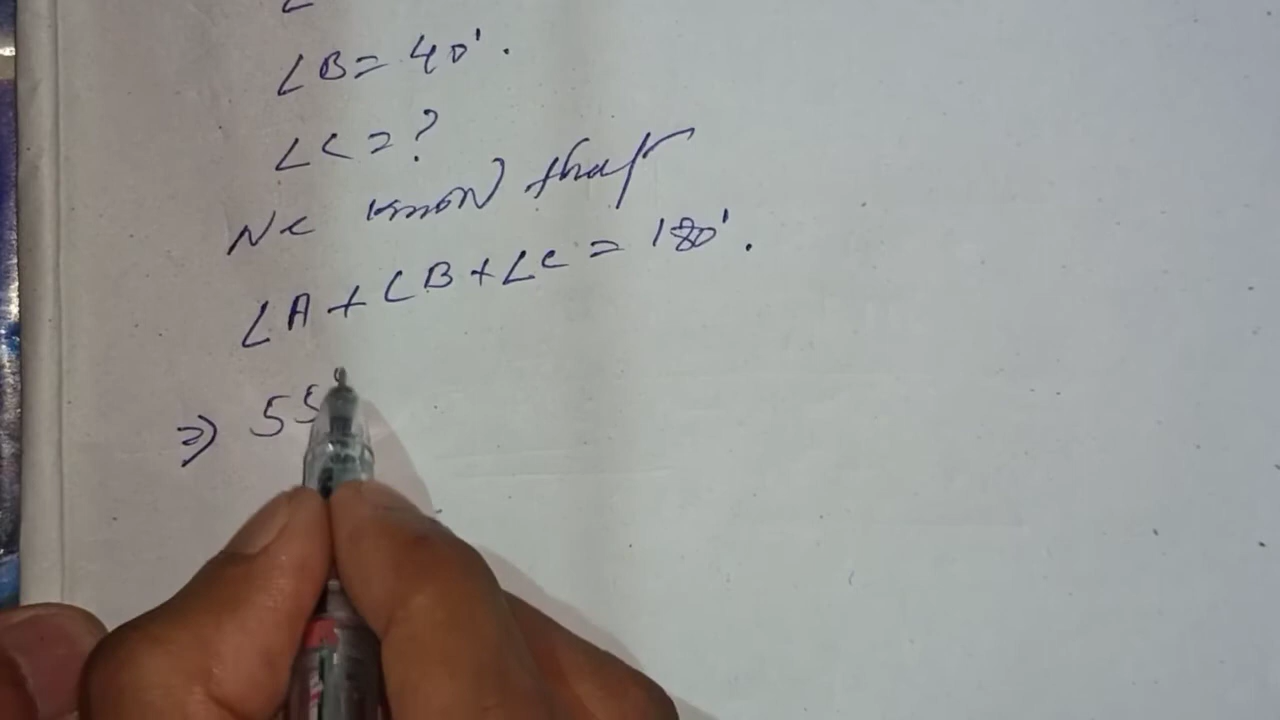 ∠B = 40°.
∠C = ?
We know that
∠A + ∠B + ∠C = 180°.
⇒ 55°